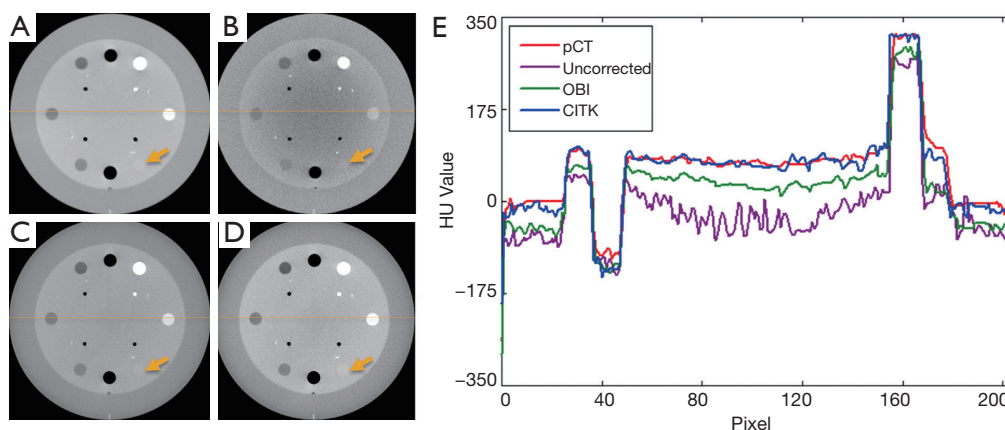 A
B
C
D
E
350
175
0
−175
−350
HU Value
pCT
Uncorrected
OBI
CITK
0
40
80
120
160
200
Pixel